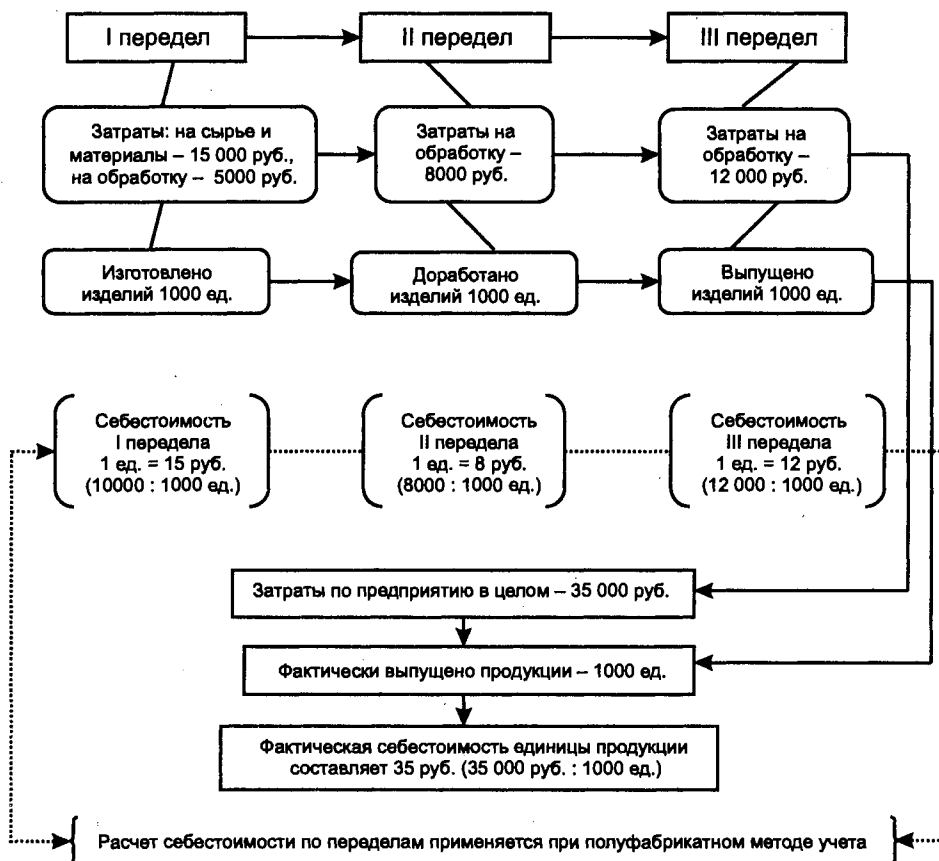 I передел
II передел
III передел
Затраты: на сырье и
материалы – 15 000 руб.,
на обработку – 5000 руб.
Затраты на
обработку –
8000 руб.
Затраты на
обработку –
12 000 руб.
Изготовлено
изделий 1000 ед.
Доработано
изделий 1000 ед.
Выпущено
изделий 1000 ед.
Себестоимость
I передела
1 ед. = 15 руб.
(10000 : 1000 ед.)
Себестоимость
II передела
1 ед. = 8 руб.
(8000 : 1000 ед.)
Себестоимость
III передела
1 ед. = 12 руб.
(12 000 : 1000 ед.)
Затраты по предприятию в целом – 35 000 руб.
Фактически выпущено продукции – 1000 ед.
Фактическая себестоимость единицы продукции
составляет 35 руб. (35 000 руб. : 1000 ед.)
Расчет себестоимости по переделам применяется при полуфабрикатном методе учета